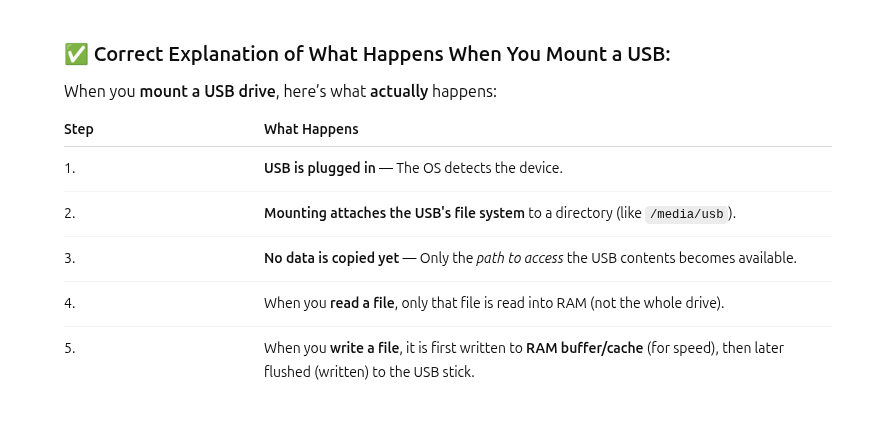 ✅ Correct Explanation of What Happens When You Mount a USB:
When you mount a USB drive, here's what actually happens:
Step What Happens
1. USB is plugged in — The OS detects the device.
2. Mounting attaches the USB's file system to a directory (like /media/usb).
3. No data is copied yet — Only the path to access the USB contents becomes available.
4. When you read a file, only that file is read into RAM (not the whole drive).
5. When you write a file, it is first written to RAM buffer/cache (for speed), then later
flushed (written) to the USB stick.